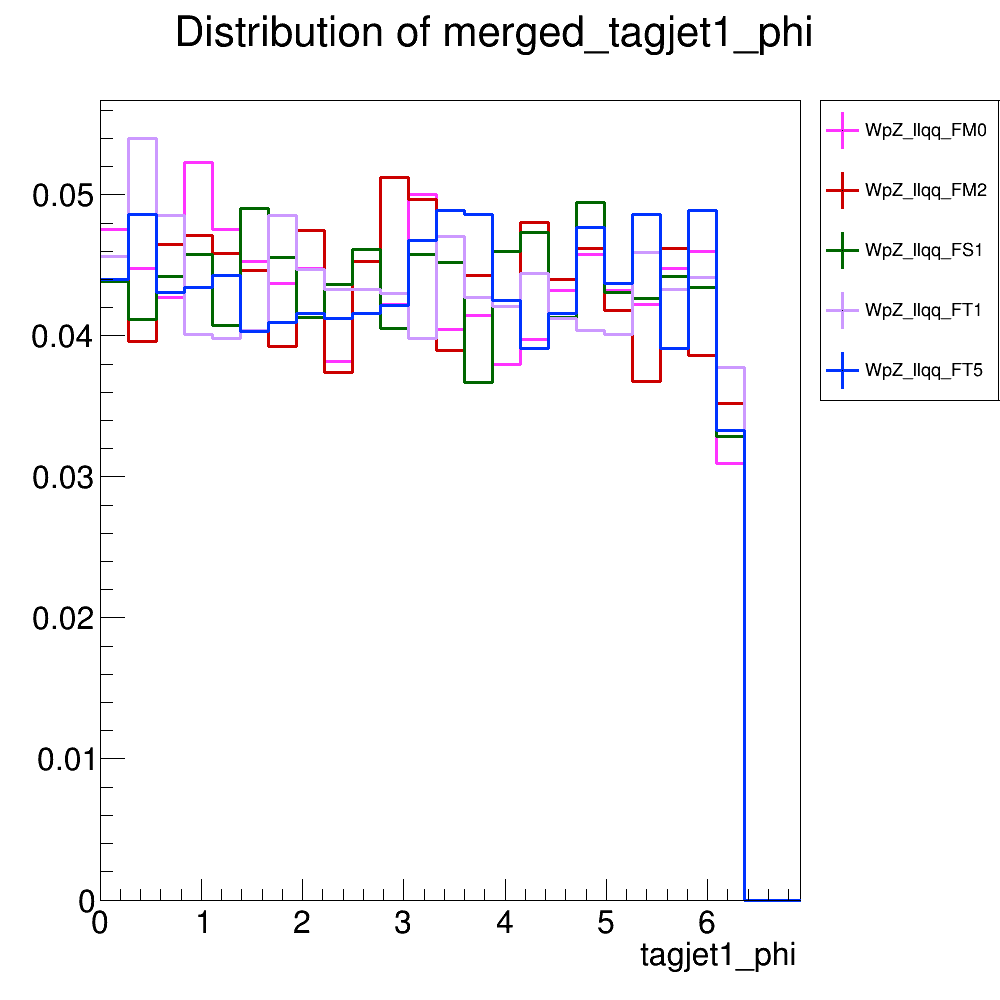 Distribution of merged_tagjet1_phi
WpZ_llqq_FM0
WpZ_llqq_FM2
WpZ_llqq_FS1
WpZ_llqq_FT1
WpZ_llqq_FT5
0.05
0.04
0.03
0.02
0.01
0
0 1 2 3 4 5 6
tagjet1_phi